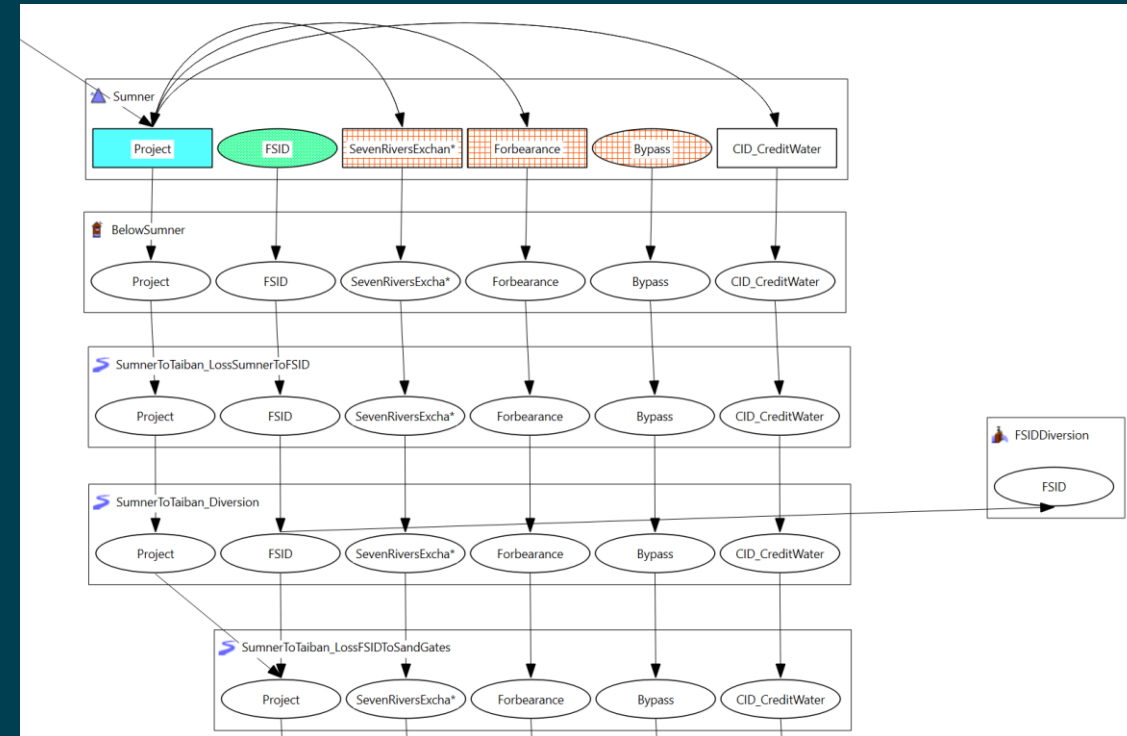 Sumner
Project FSID SevenRiversExchan* Forbearance Bypass CID_CreditWater
BelowSumner
Project FSID SevenRiversExcha* Forbearance Bypass CID_CreditWater
SumnerToTaiban_LossSumnerToFSID
Project FSID SevenRiversExcha* Forbearance Bypass CID_CreditWater
FSIDDiversion
FSID
SumnerToTaiban_Diversion
Project FSID SevenRiversExcha* Forbearance Bypass CID_CreditWater
SumnerToTaiban_LossFSIDToSandGates
Project SevenRiversExcha* Forbearance Bypass CID_CreditWater